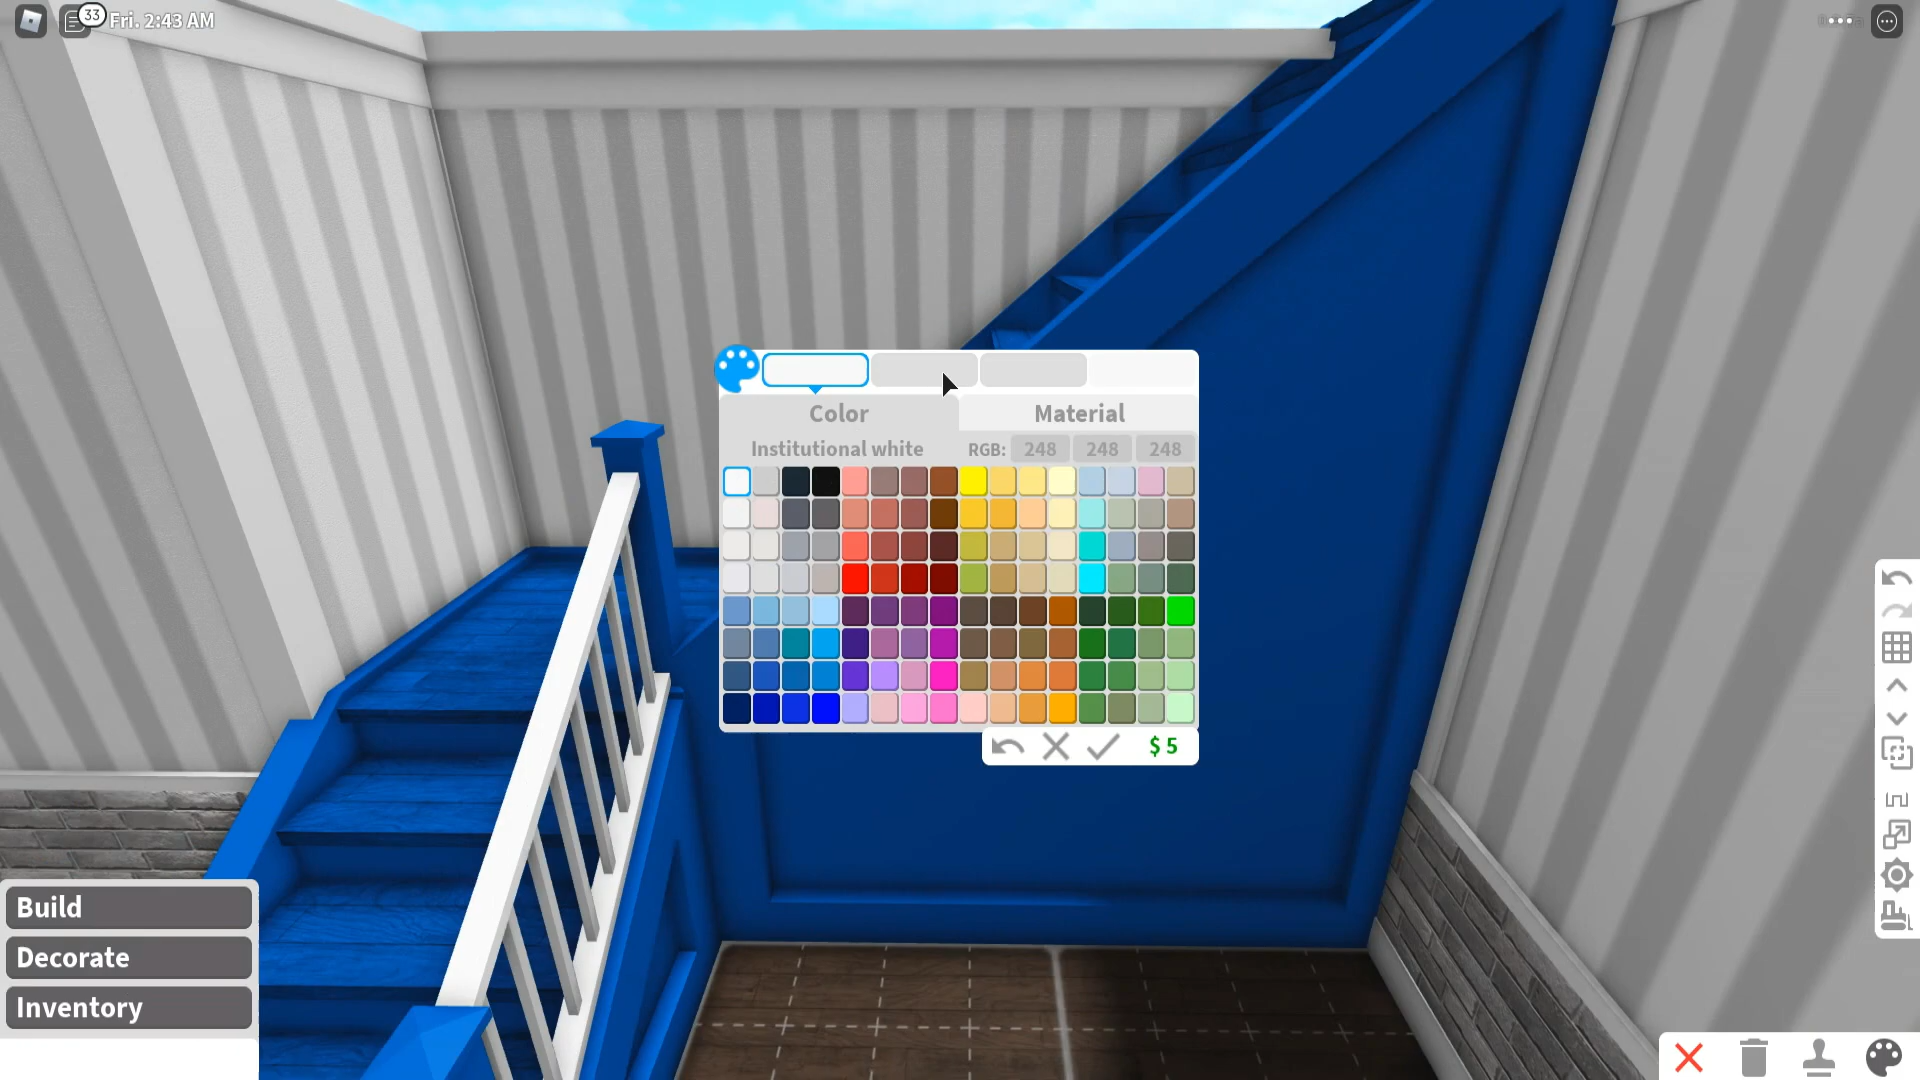 33
Fri. 2:43 AM
Color
Material
Institutional white
RGB: 248 248 248
$ 5
Build
Decorate
Inventory